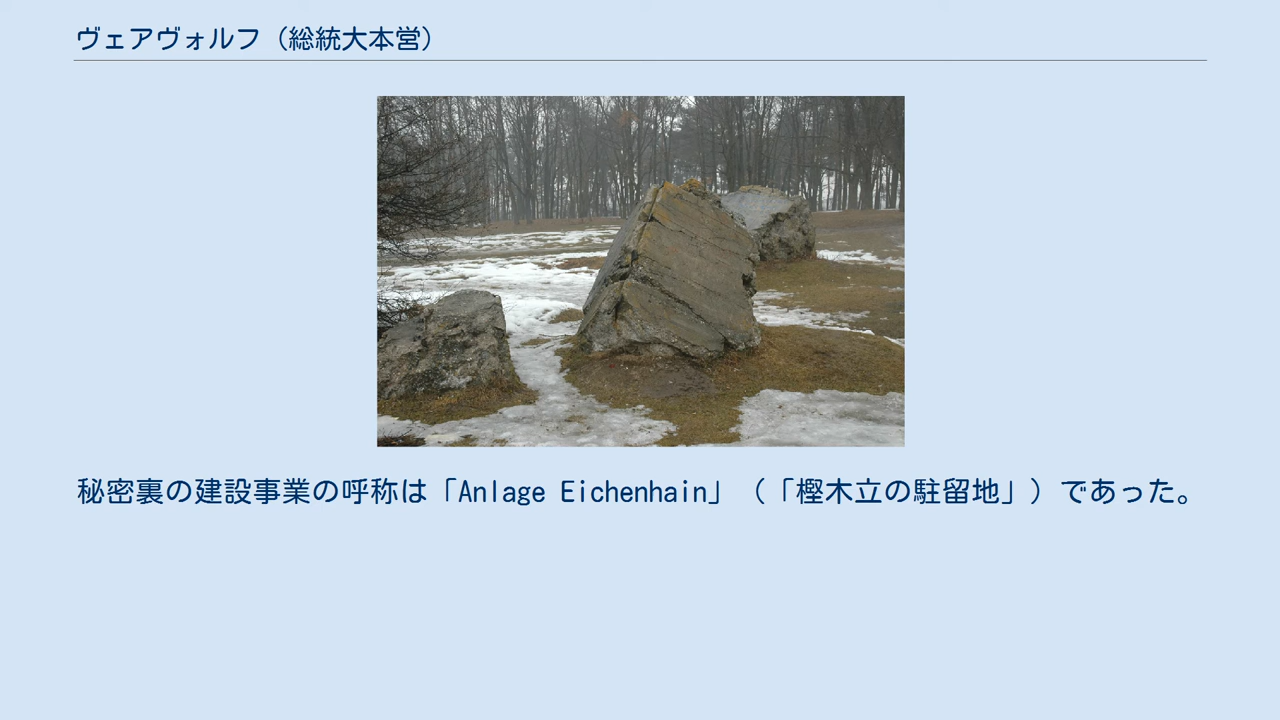 ヴェアヴォルフ（総統大本営）
秘密裏の建設事業の呼称は「Anlage Eichenhain」（「樫木立の駐留地」）であった。